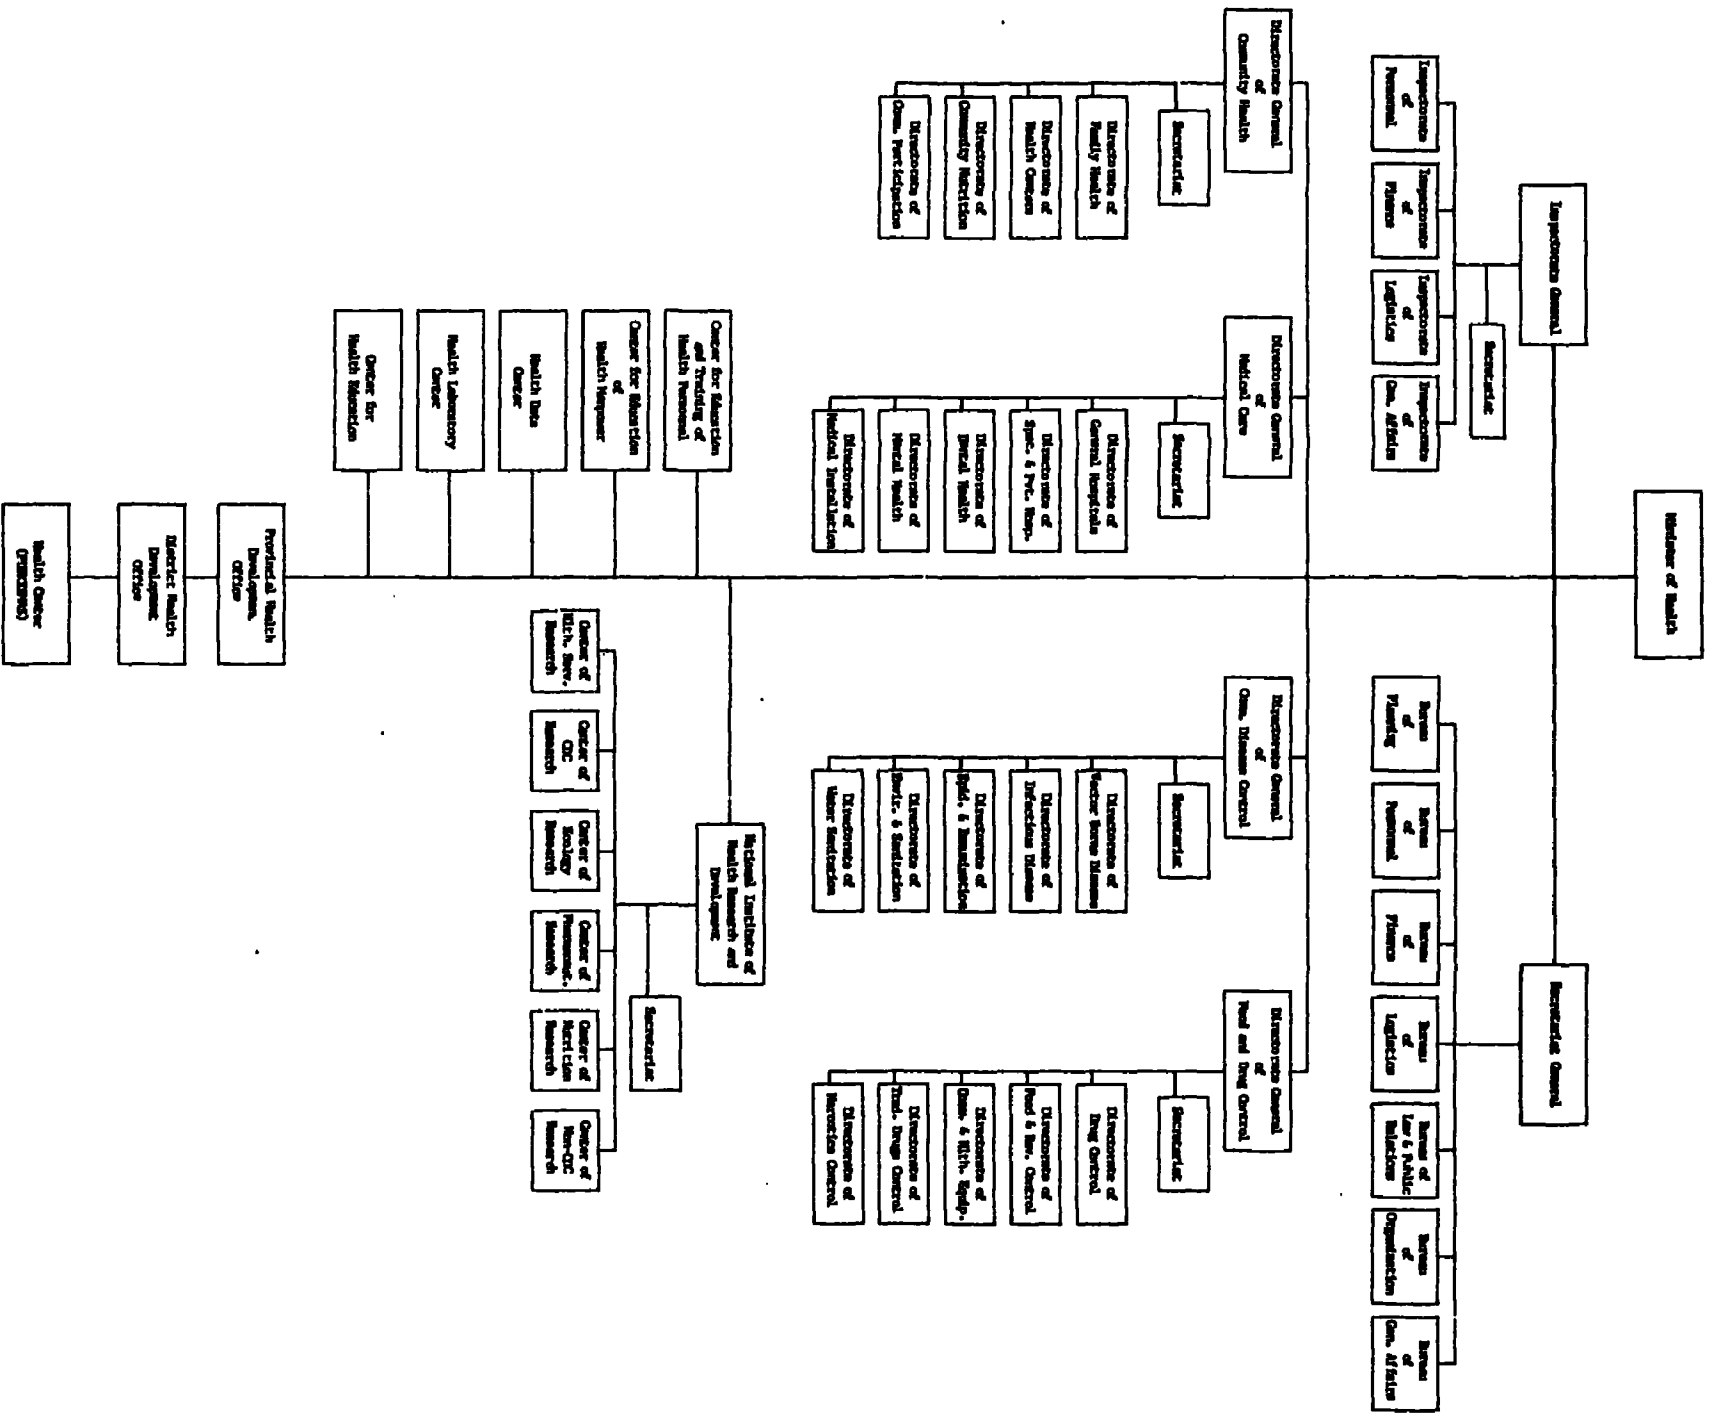 Minister of Health
Inspectorate General
Secretariat General
Secretariat
Inspectorate
of
Personnel
Inspectorate
of
Finance
Inspectorate
of
Logistics
Inspectorate
of
Gen. Affairs
Bureau
of
Planning
Bureau
of
Personnel
Bureau
of
Finance
Bureau
of
Logistics
Bureau of
Law & Public
Relations
Bureau
of
Organization
Bureau
of
Gen. Affairs
Directorate General
of
Community Health
Secretariat
Directorate of
Family Health
Directorate of
Health Centers
Directorate of
Community Nutrition
Directorate of
Comm. Participation
Directorate General
of
Medical Care
Secretariat
Directorate of
General Hospitals
Directorate of
Spec. & Pvt. Hosp.
Directorate of
Dental Health
Directorate of
Mental Health
Directorate of
Medical Installation
Directorate General
of
Comm. Disease Control
Secretariat
Directorate of
Vector Borne Disease
Directorate of
Infectious Disease
Directorate of
Epid. & Immunization
Directorate of
Envir. & Sanitation
Directorate of
Water Sanitation
Directorate General
of
Food and Drug Control
Secretariat
Directorate of
Drug Control
Directorate of
Food & Bev. Control
Directorate of
Cosm. & Hlth. Equip.
Directorate of
Trad. Drugs Control
Directorate of
Narcotics Control
National Institute of
Health Research and
Development
Secretariat
Center of
Hlth. Serv.
Research
Center of
CDC
Research
Center of
Ecology
Research
Center of
Pharmaceut.
Research
Center of
Nutrition
Research
Center of
Non-CDC
Research
Center for Education
and Training of
Health Personnel
Center for Education
of
Health Manpower
Health Data
Center
Health Laboratory
Center
Center for
Health Education
Provincial Health
Development
Office
District Health
Development
Office
Health Center
(PUSKESMAS)